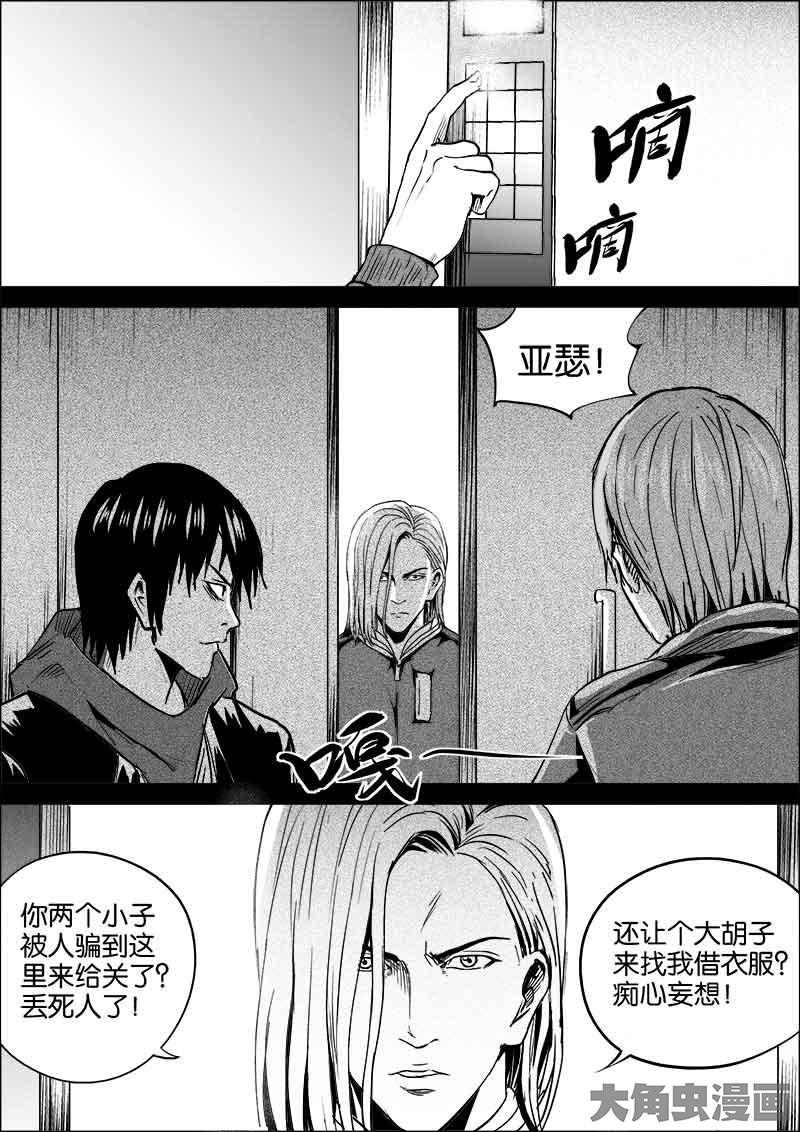 嘀
嘀
亚瑟！
嘎
你两个小子
被人骗到这
里来给关了？
丢死人了！
还让个大胡子
来找我借衣服？
痴心妄想！
大角虫漫画